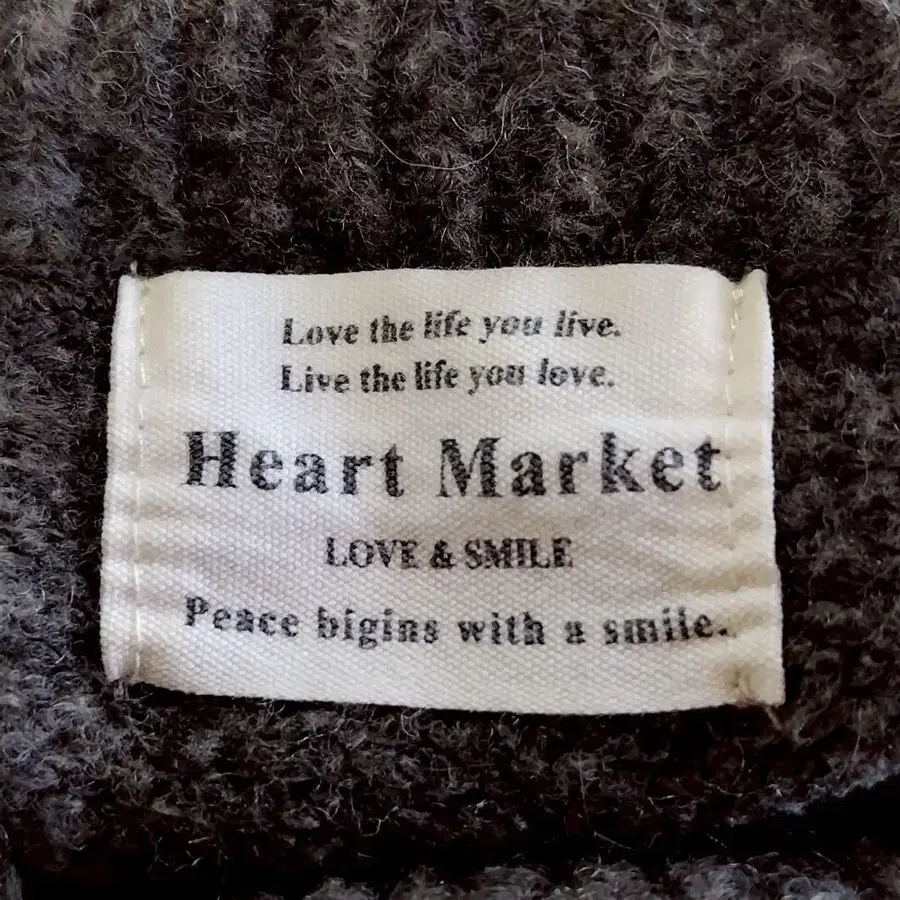 Love the life you live.
Live the life you love.
Heart Market
LOVE & SMILE
Peace bigins with a smile.